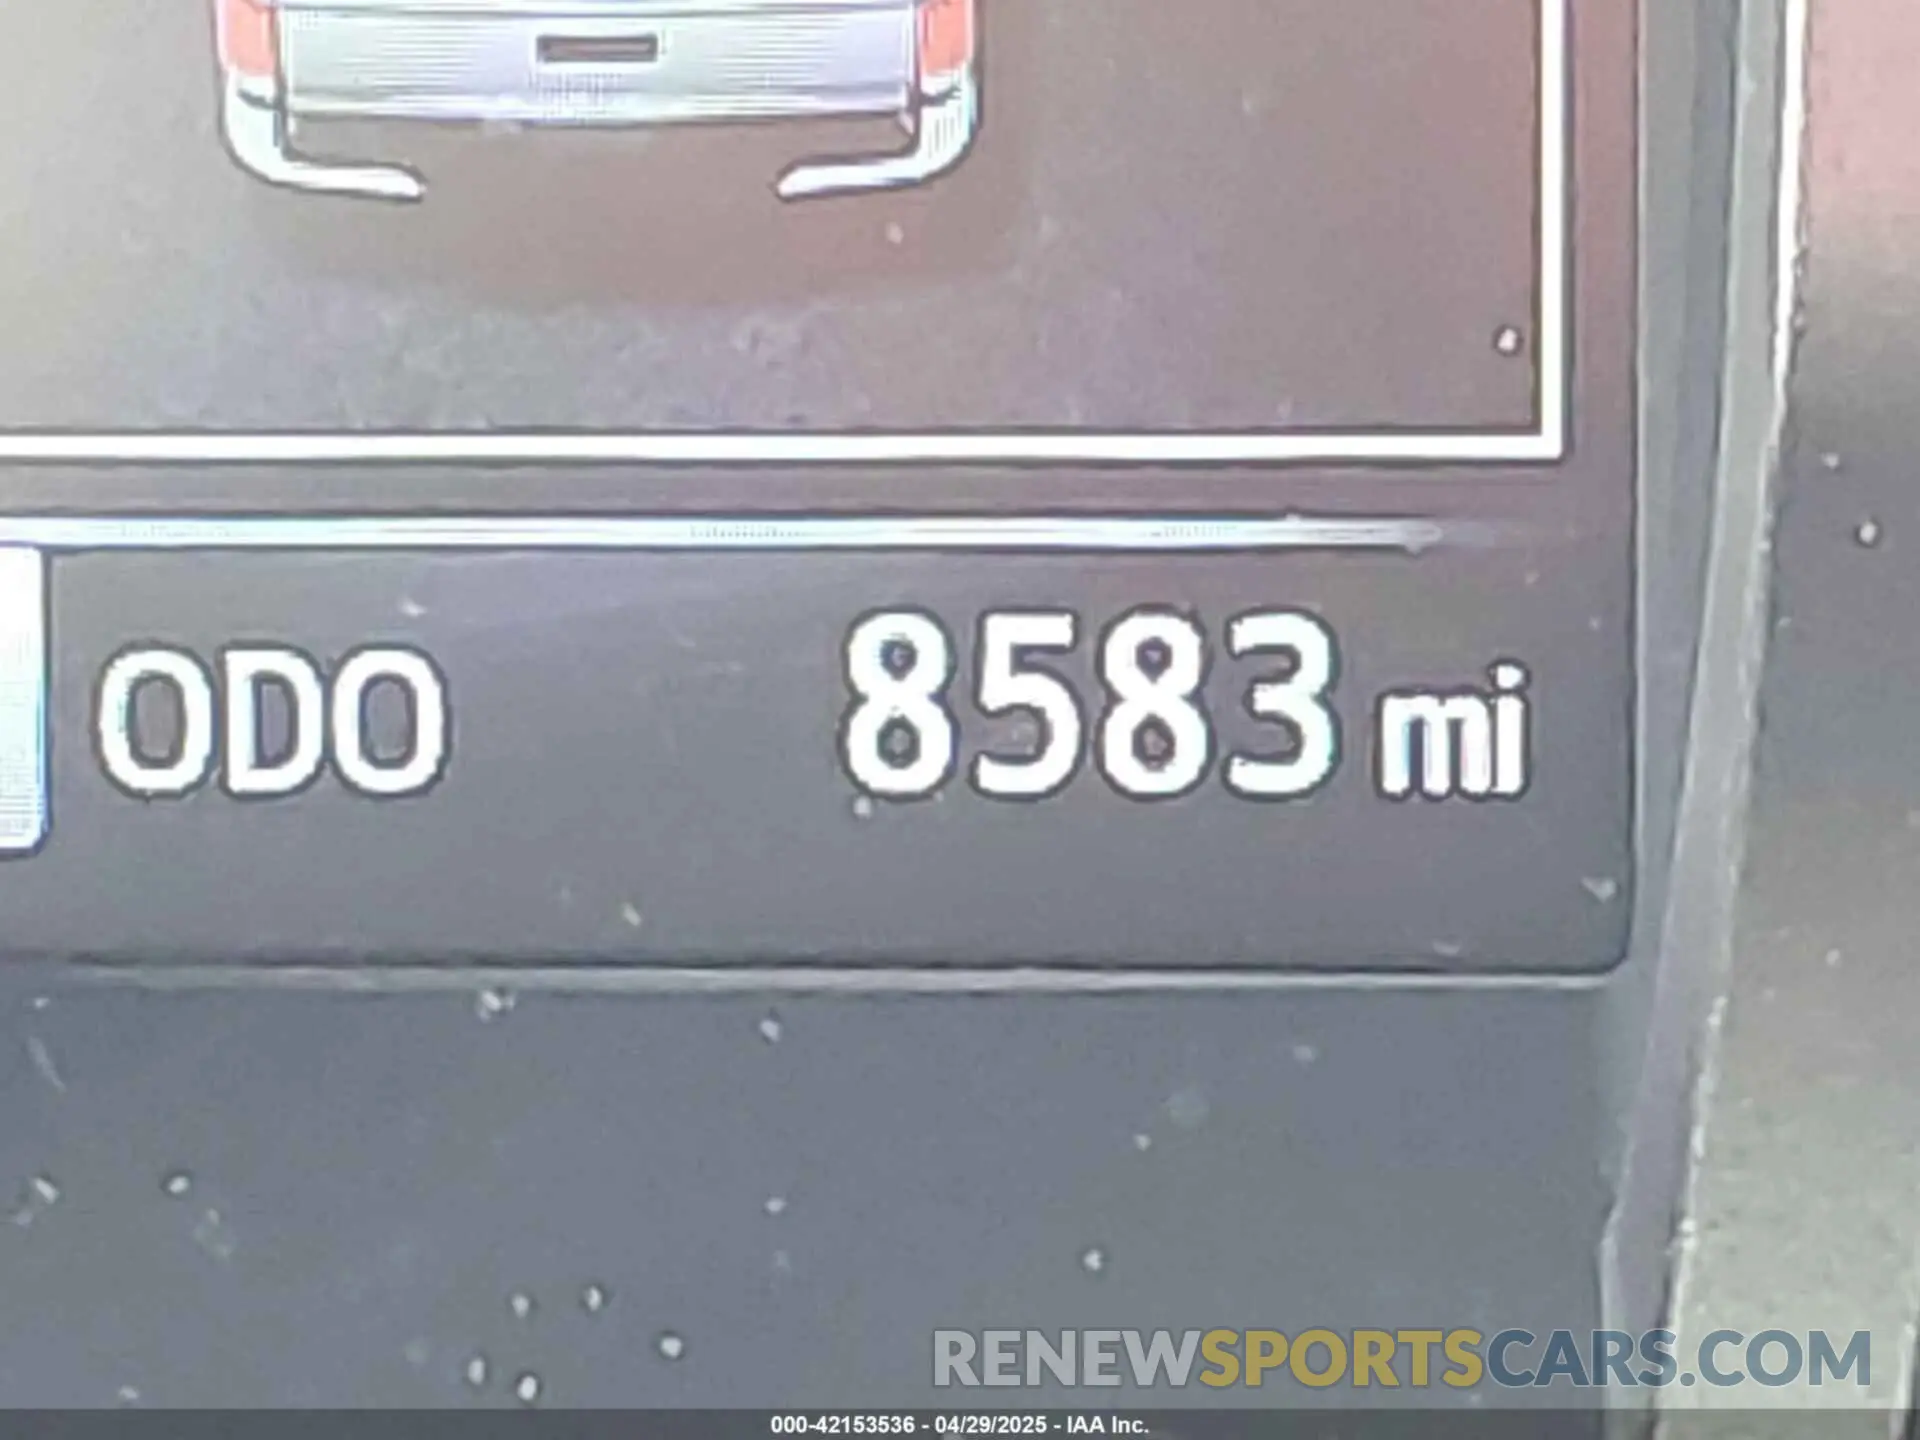 ODO 8583 mi
RENEWSPORTSCARS.COM
000-42153536 - 04/29/2025 - IAA Inc.